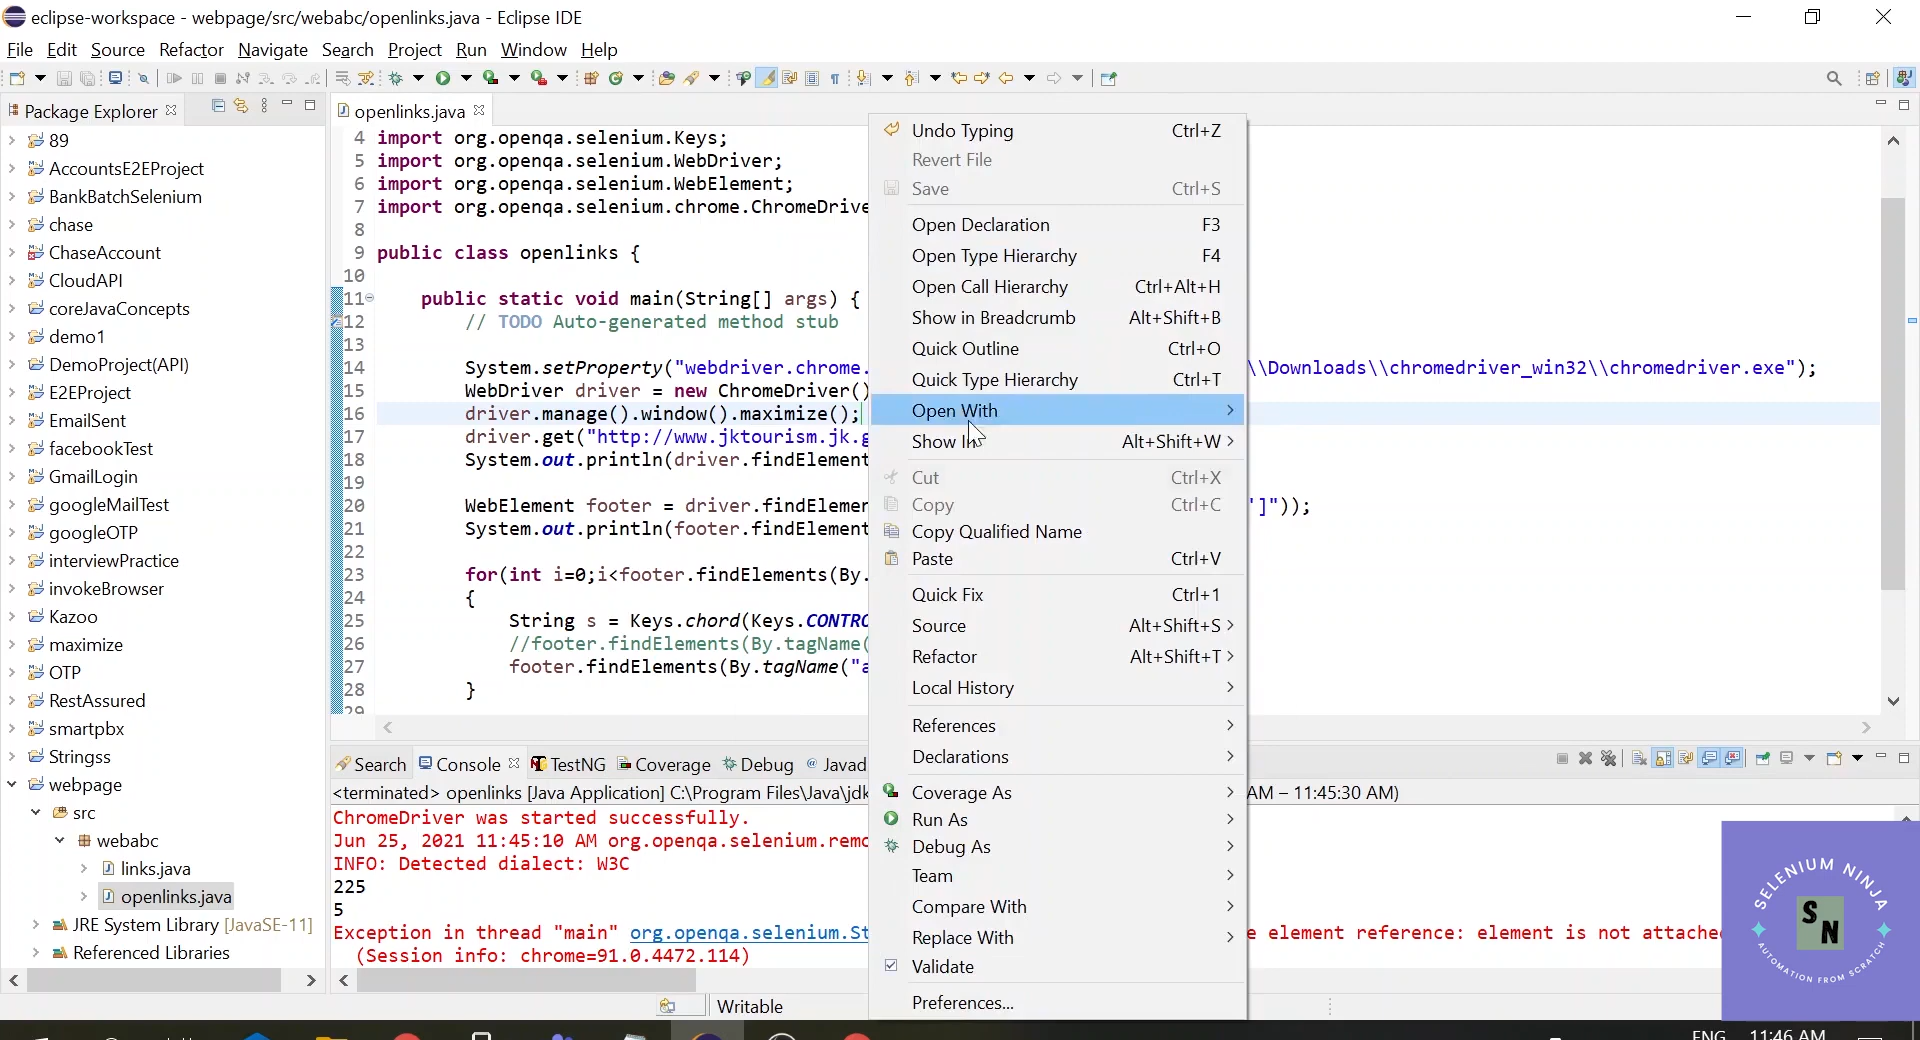 eclipse-workspace - webpage/src/webabc/openlinks.java - Eclipse IDE
File Edit Source Refactor Navigate Search Project Run Window Help
Package Explorer
89
AccountsE2EProject
BankBatchSelenium
chase
ChaseAccount
CloudAPI
coreJavaConcepts
demo1
DemoProject(API)
E2EProject
EmailSent
facebookTest
GmailLogin
googleMailTest
googleOTP
interviewPractice
invokeBrowser
Kazoo
maximize
OTP
RestAssured
smartpbx
Stringss
webpage
src
webabc
links.java
openlinks.java
JRE System Library [JavaSE-11]
Referenced Libraries
openlinks.java
4 import org.openqa.selenium.Keys;
5 import org.openqa.selenium.WebDriver;
6 import org.openqa.selenium.WebElement;
7 import org.openqa.selenium.chrome.ChromeDrive
8
9 public class openlinks {
10
11 public static void main(String[] args) {
12 // TODO Auto-generated method stub
13
14 System.setProperty("webdriver.chrome. \\Downloads\\chromedriver_win32\\chromedriver.exe");
15 WebDriver driver = new ChromeDriver()
16 driver.manage().window().maximize();
17 driver.get("http://www.jktourism.jk.g
18 System.out.println(driver.findElement
19
20 WebElement footer = driver.findElemen ']"));
21 System.out.println(footer.findElement
22
23 for(int i=0;i<footer.findElements(By.
24 {
25 String s = Keys.chord(Keys.CONTRO
26 //footer.findElements(By.tagName(
27 footer.findElements(By.tagName("a
28 }
29
Undo Typing Ctrl+Z
Revert File
Save Ctrl+S
Open Declaration F3
Open Type Hierarchy F4
Open Call Hierarchy Ctrl+Alt+H
Show in Breadcrumb Alt+Shift+B
Quick Outline Ctrl+O
Quick Type Hierarchy Ctrl+T
Open With
Show In Alt+Shift+W
Cut Ctrl+X
Copy Ctrl+C
Copy Qualified Name
Paste Ctrl+V
Quick Fix Ctrl+1
Source Alt+Shift+S
Refactor Alt+Shift+T
Local History
References
Declarations
Coverage As
Run As
Debug As
Team
Compare With
Replace With
Validate
Preferences...
Search Console TestNG Coverage Debug @ Javad
<terminated> openlinks [Java Application] C:\Program Files\Java\jdk AM – 11:45:30 AM)
ChromeDriver was started successfully.
Jun 25, 2021 11:45:10 AM org.openqa.selenium.remo
INFO: Detected dialect: W3C
225
5
Exception in thread "main" org.openqa.selenium.St e element reference: element is not attache
(Session info: chrome=91.0.4472.114)
SELENIUM NINJA
S
N
AUTOMATION FROM SCRATCH
Writable
ENG 11:46 AM